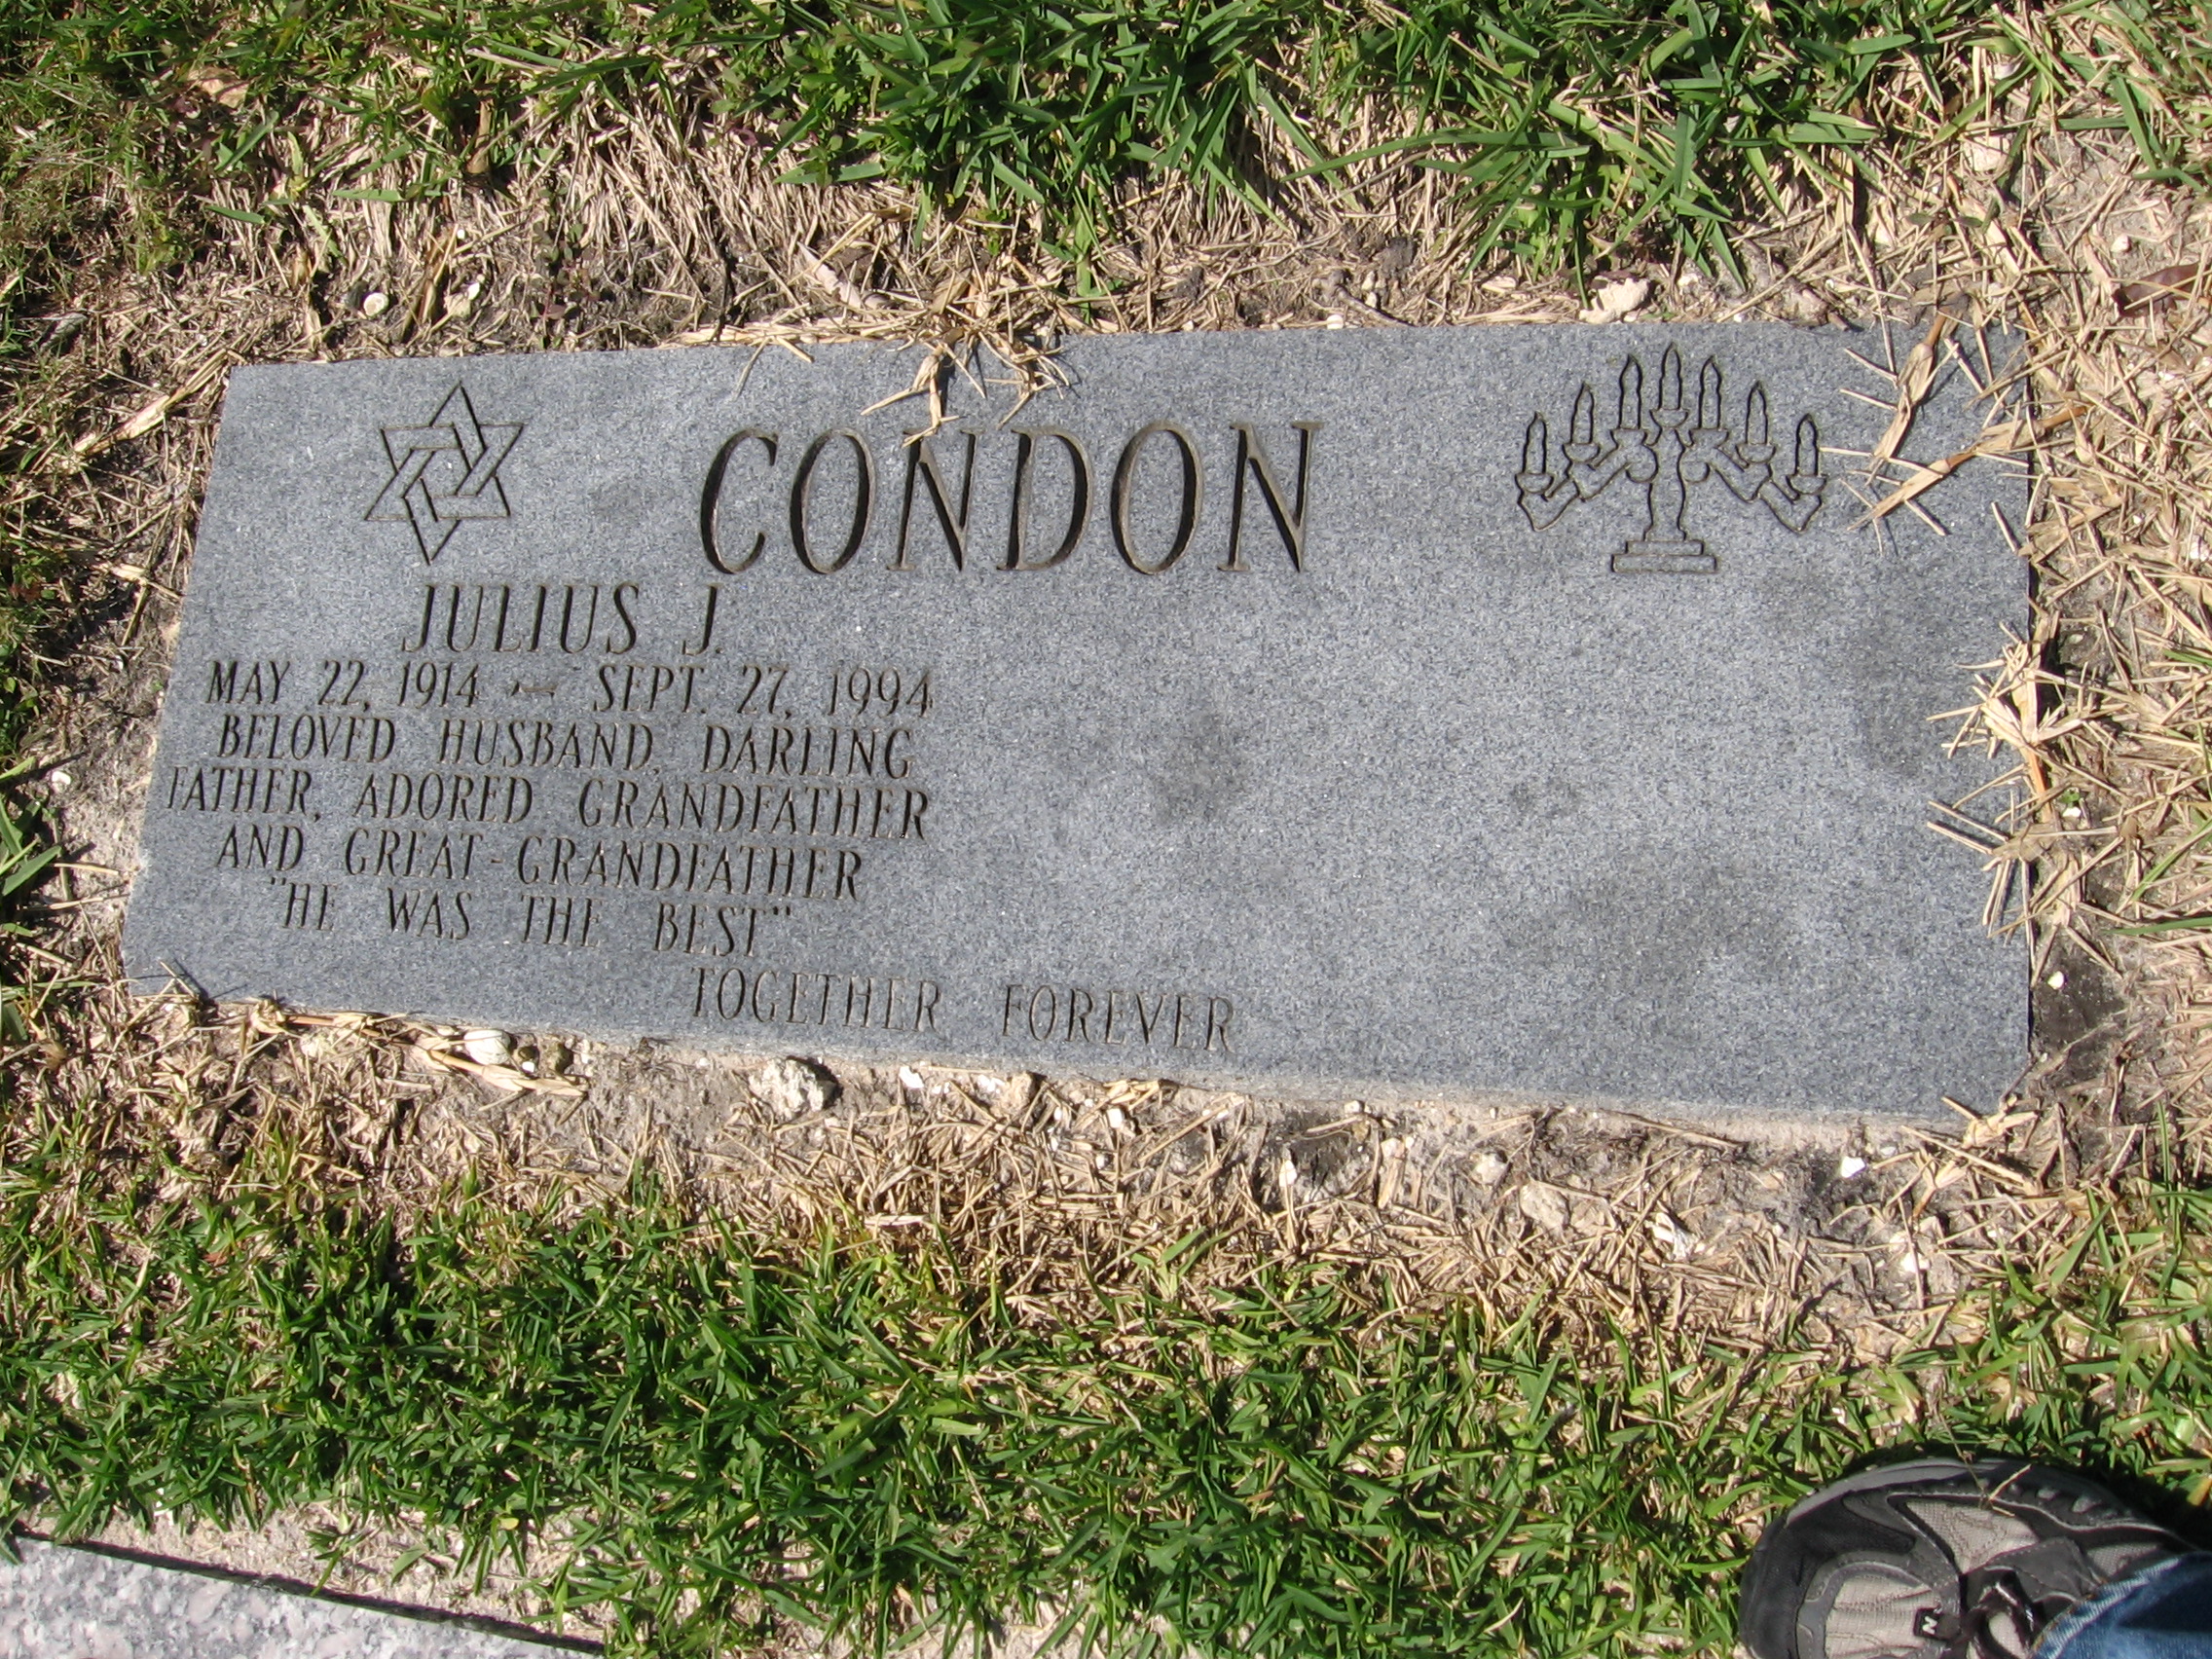 CONDON
JULIUS J.
MAY 22, 1914 — SEPT. 27, 1994
BELOVED HUSBAND, DARLING
FATHER, ADORED GRANDFATHER
AND GREAT-GRANDFATHER
"HE WAS THE BEST"
TOGETHER FOREVER